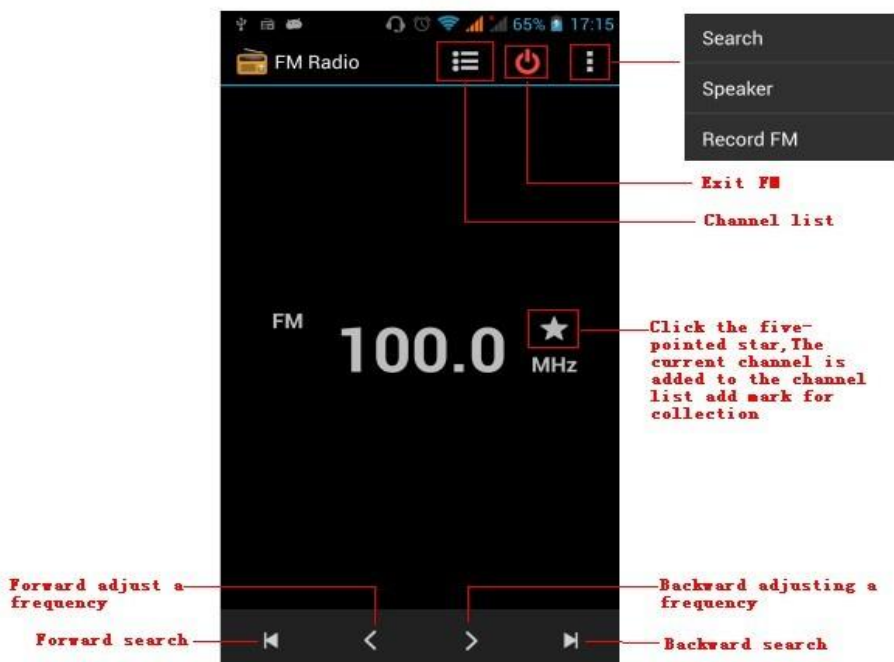 65% 17:15
FM Radio
Search
Speaker
Record FM
Exit FM
Channel list
FM
100.0
MHz
Click the five-
pointed star,The
current channel is
added to the channel
list add mark for
collection
Forward adjust a
frequency
Backward adjusting a
frequency
Forward search
Backward search